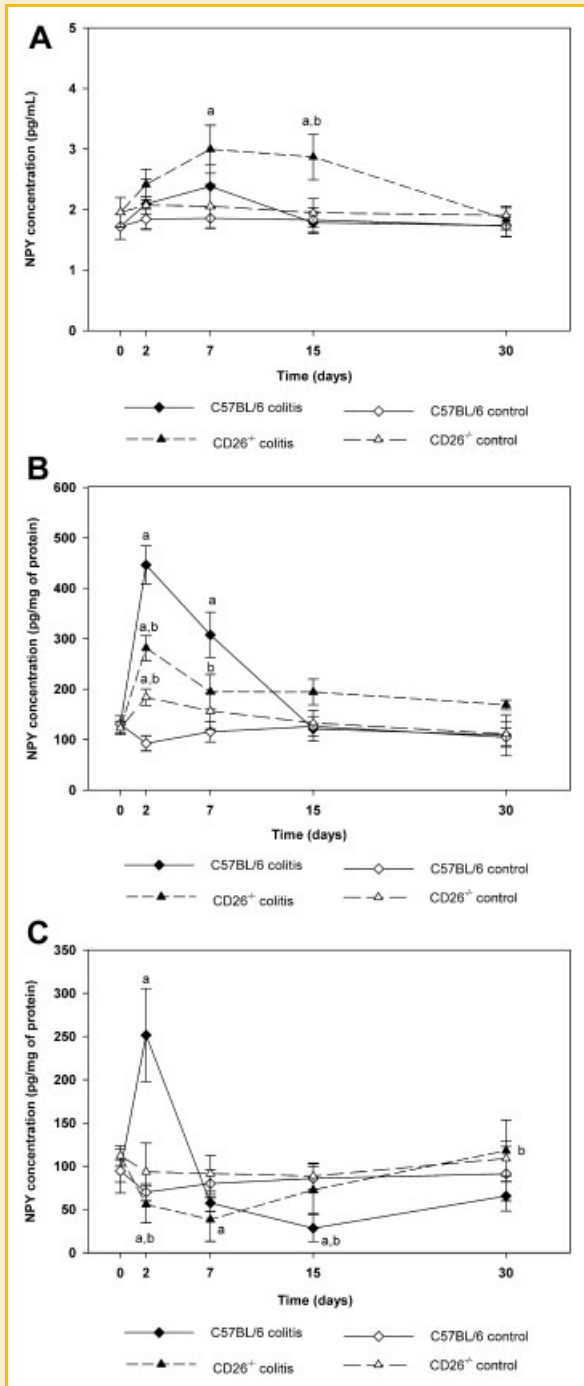 A
NPY concentration (pg/mL)
5
4
3
2
1
0
a
a,b
0 2 7 15 30
Time (days)
C57BL/6 colitis C57BL/6 control
CD26-/- colitis CD26-/- control
B
NPY concentration (pg/mg of protein)
600
500
400
300
200
100
0
a
a
a,b
b
a,b
0 2 7 15 30
Time (days)
C57BL/6 colitis C57BL/6 control
CD26-/- colitis CD26-/- control
C
NPY concentration (pg/mg of protein)
350
300
250
200
150
100
50
0
a
b
a,b a a,b
0 2 7 15 30
Time (days)
C57BL/6 colitis C57BL/6 control
CD26-/- colitis CD26-/- control